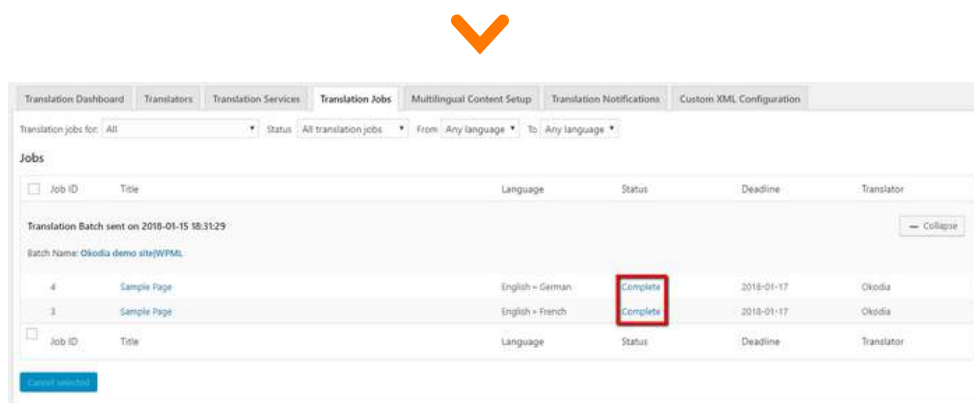 Translation Dashboard Translators Translation Services Translation Jobs Multilingual Content Setup Translation Notifications Custom XML Configuration
Translation jobs for: All Status All translation jobs From Any language To Any language
Jobs
Job ID Title Language Status Deadline Translator
Translation Batch sent on 2018-01-15 18:31:29
Collapse
Batch Name: Okodia demo site|WPML
4 Sample Page English » German Complete 2018-01-17 Okodia
3 Sample Page English » French Complete 2018-01-17 Okodia
Job ID Title Language Status Deadline Translator
Cancel selected